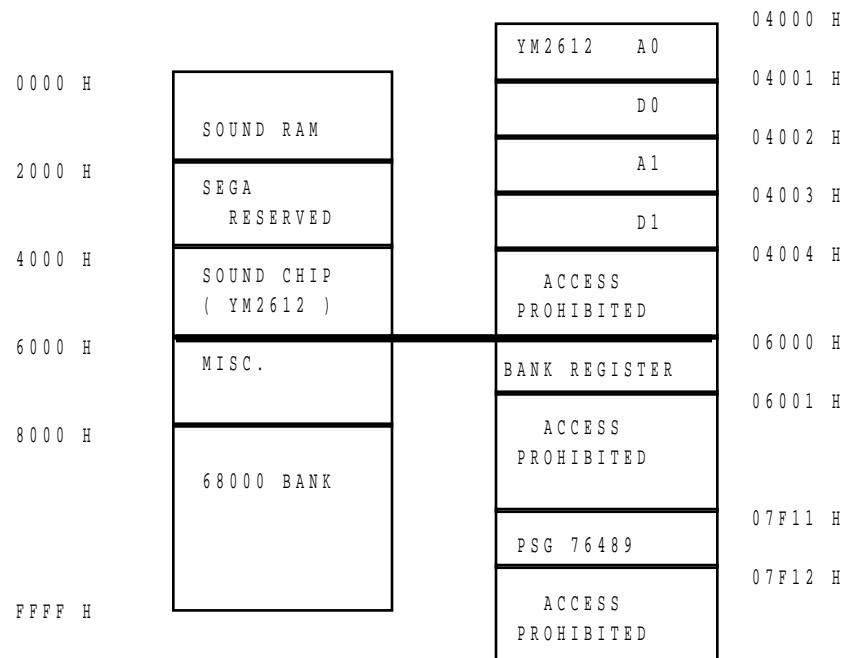 0000 H
SOUND RAM
2000 H
SEGA
RESERVED
4000 H
SOUND CHIP
( YM2612 )
6000 H
MISC.
8000 H
68000 BANK
FFFF H
04000 H
YM2612 A0
04001 H
D0
04002 H
A1
04003 H
D1
04004 H
ACCESS
PROHIBITED
06000 H
BANK REGISTER
06001 H
ACCESS
PROHIBITED
07F11 H
PSG 76489
07F12 H
ACCESS
PROHIBITED